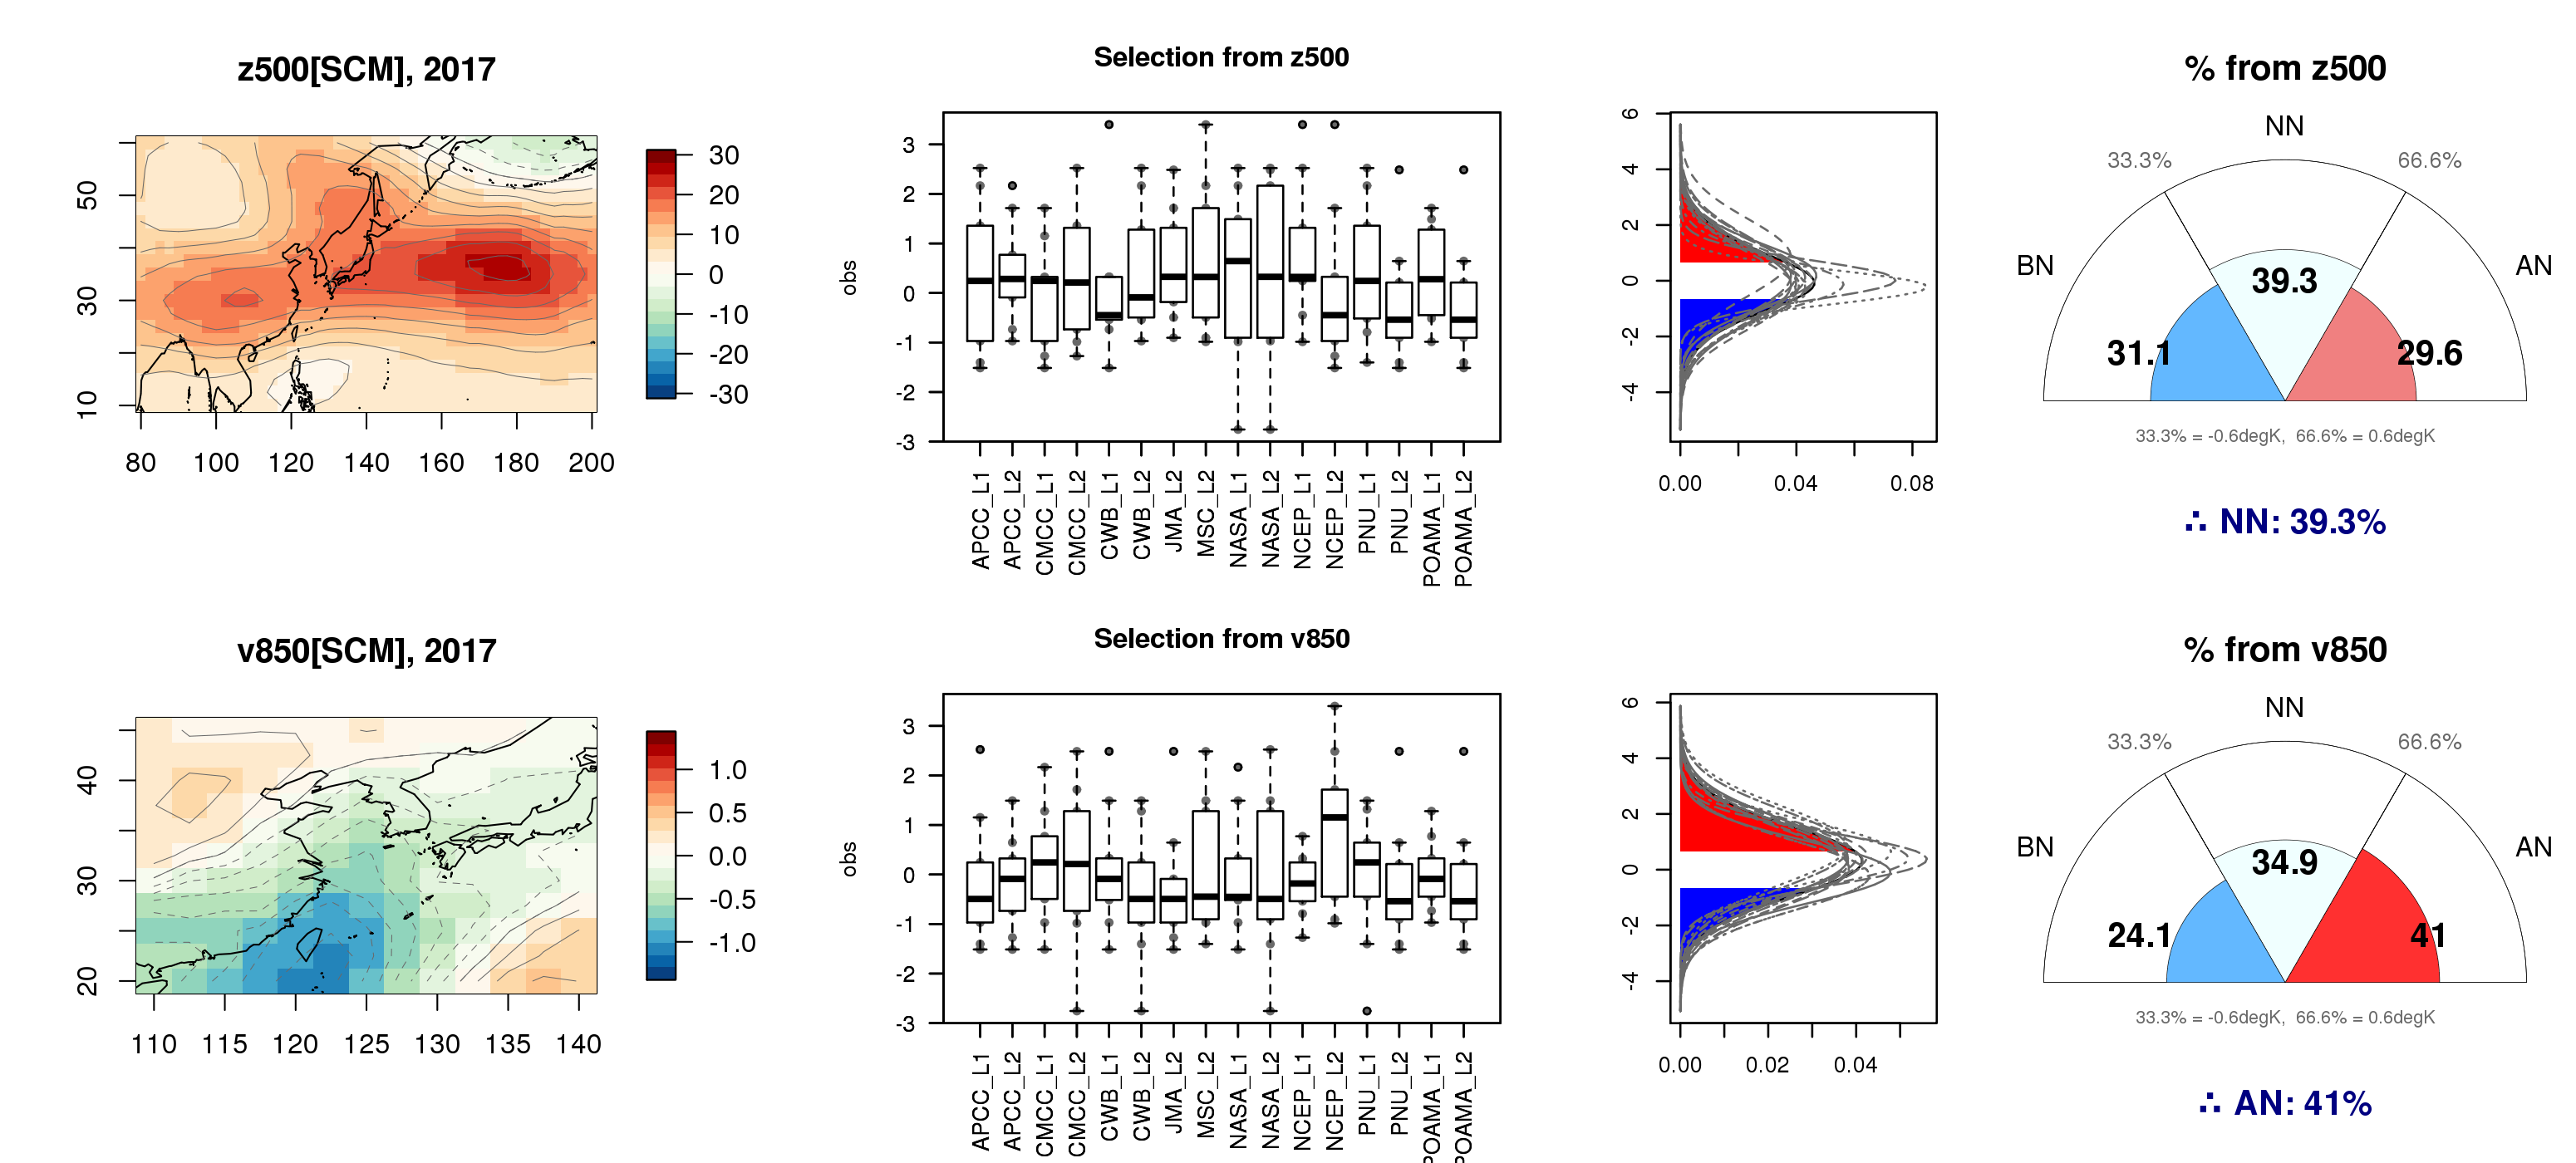 z500[SCM], 2017
50
30
10
80 100 120 140 160 180 200
30
20
10
0
-10
-20
-30
Selection from z500
obs
3
2
1
0
-1
-2
-3
APCC_L1
APCC_L2
CMCC_L1
CMCC_L2
CWB_L1
CWB_L2
JMA_L2
MSC_L2
NASA_L1
NASA_L2
NCEP_L1
NCEP_L2
PNU_L1
PNU_L2
POAMA_L1
POAMA_L2
6
4
2
0
-2
-4
0.00 0.04 0.08
% from z500
NN
33.3% 66.6%
BN AN
39.3
31.1 29.6
33.3% = -0.6degK, 66.6% = 0.6degK
∴ NN: 39.3%
v850[SCM], 2017
40
30
20
110 115 120 125 130 135 140
1.0
0.5
0.0
-0.5
-1.0
Selection from v850
obs
3
2
1
0
-1
-2
-3
APCC_L1
APCC_L2
CMCC_L1
CMCC_L2
CWB_L1
CWB_L2
JMA_L2
MSC_L2
NASA_L1
NASA_L2
NCEP_L1
NCEP_L2
PNU_L1
PNU_L2
POAMA_L1
POAMA_L2
6
4
2
0
-2
-4
0.00 0.02 0.04
% from v850
NN
33.3% 66.6%
BN AN
34.9
24.1 41
33.3% = -0.6degK, 66.6% = 0.6degK
∴ AN: 41%